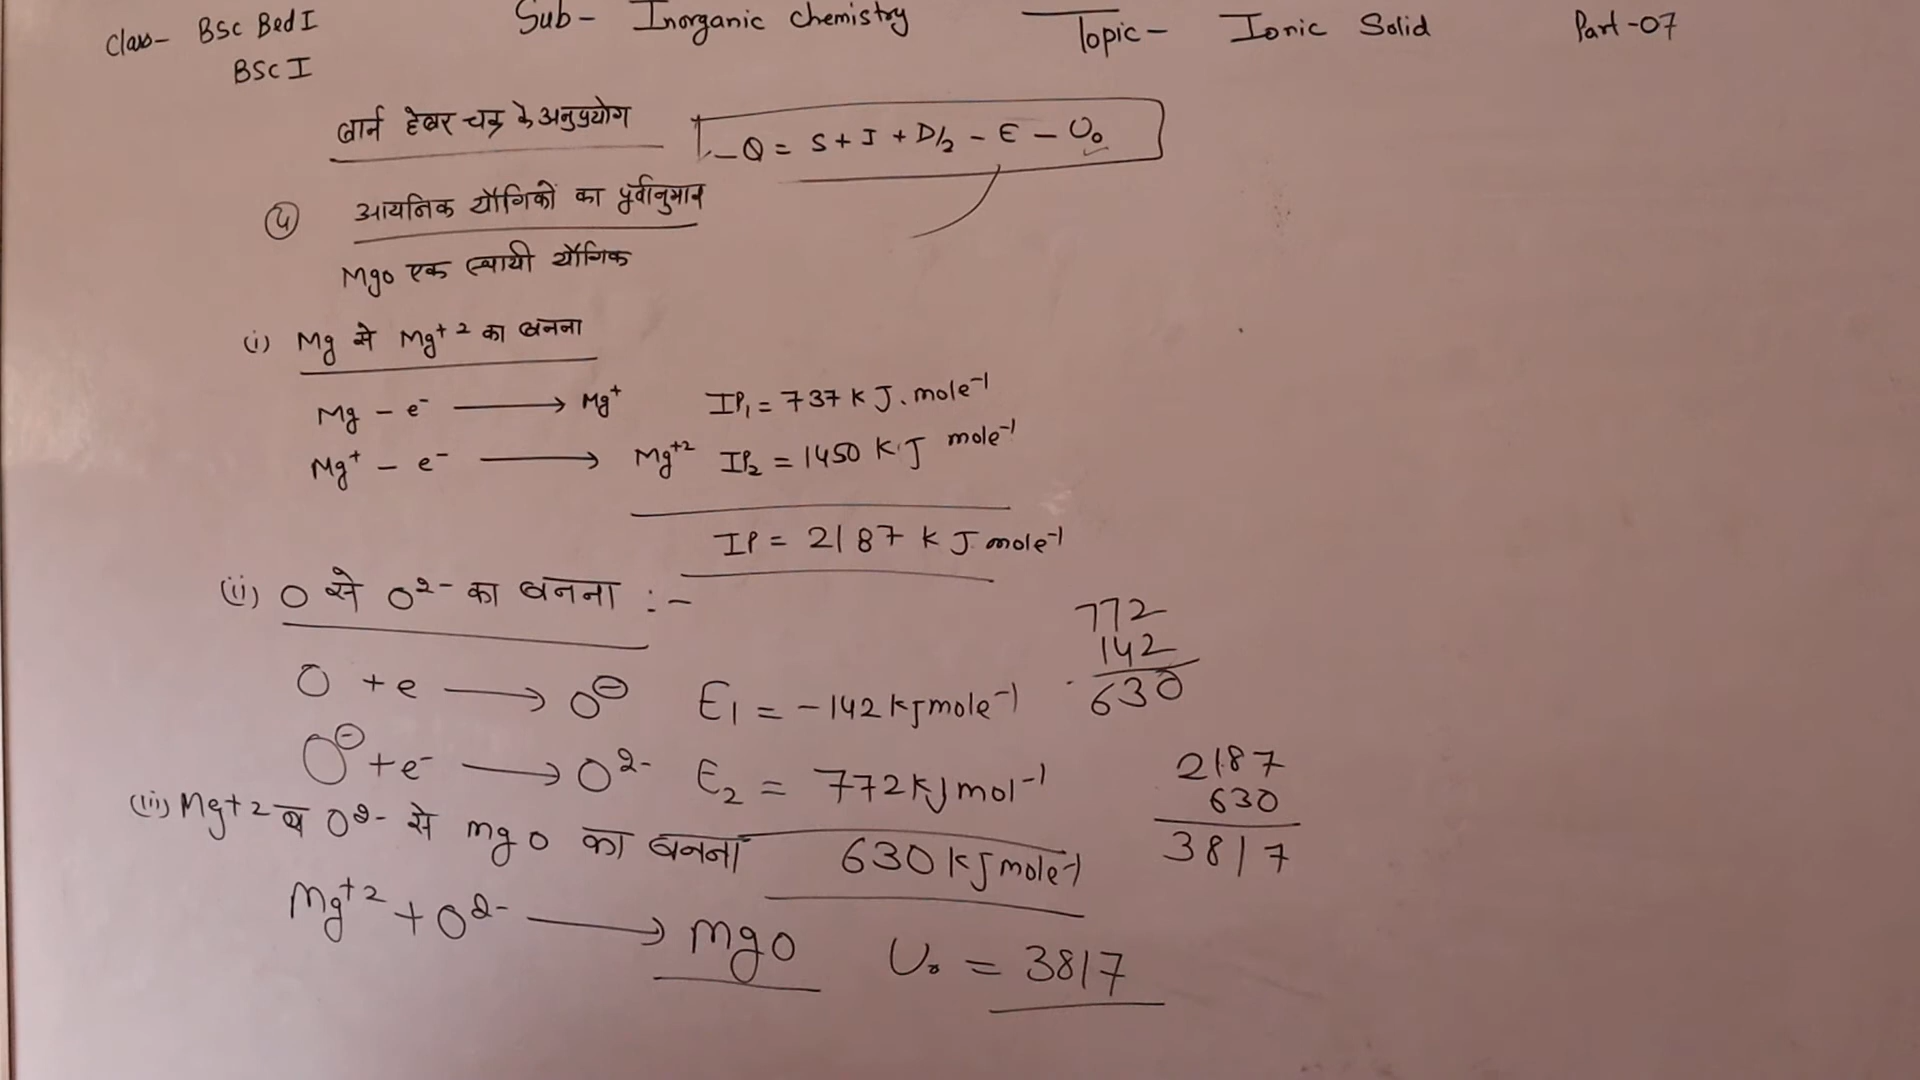 Class- BSc Bed I Sub- Inorganic chemistry Topic- Ionic Solid Part-07
BSc I
बार्न हेबर चक्र के अनुप्रयोग -Q = S + I + D/2 - E - U₀
(4) आयनिक यौगिकों का पूर्वानुमान
Mgo एक स्थायी यौगिक
(i) Mg से Mg⁺² का बनना
Mg - e⁻ ⟶ Mg⁺ IP₁ = 737 k J. mole⁻¹
Mg⁺ - e⁻ ⟶ Mg⁺² IP₂ = 1450 K.J mole⁻¹
IP = 2187 k J mole⁻¹
(ii) O से O²⁻ का बनना :-
772
142
630
O + e ⟶ O⊖ E₁ = -142 kJ mole⁻¹
O⊖ + e⁻ ⟶ O²⁻ E₂ = 772 kJ mol⁻¹
2187
630
3817
(iii) Mg⁺² व O²⁻ से mgo का बनना 630 kJ mole⁻¹
Mg⁺² + O²⁻ ⟶ mgo U₀ = 3817